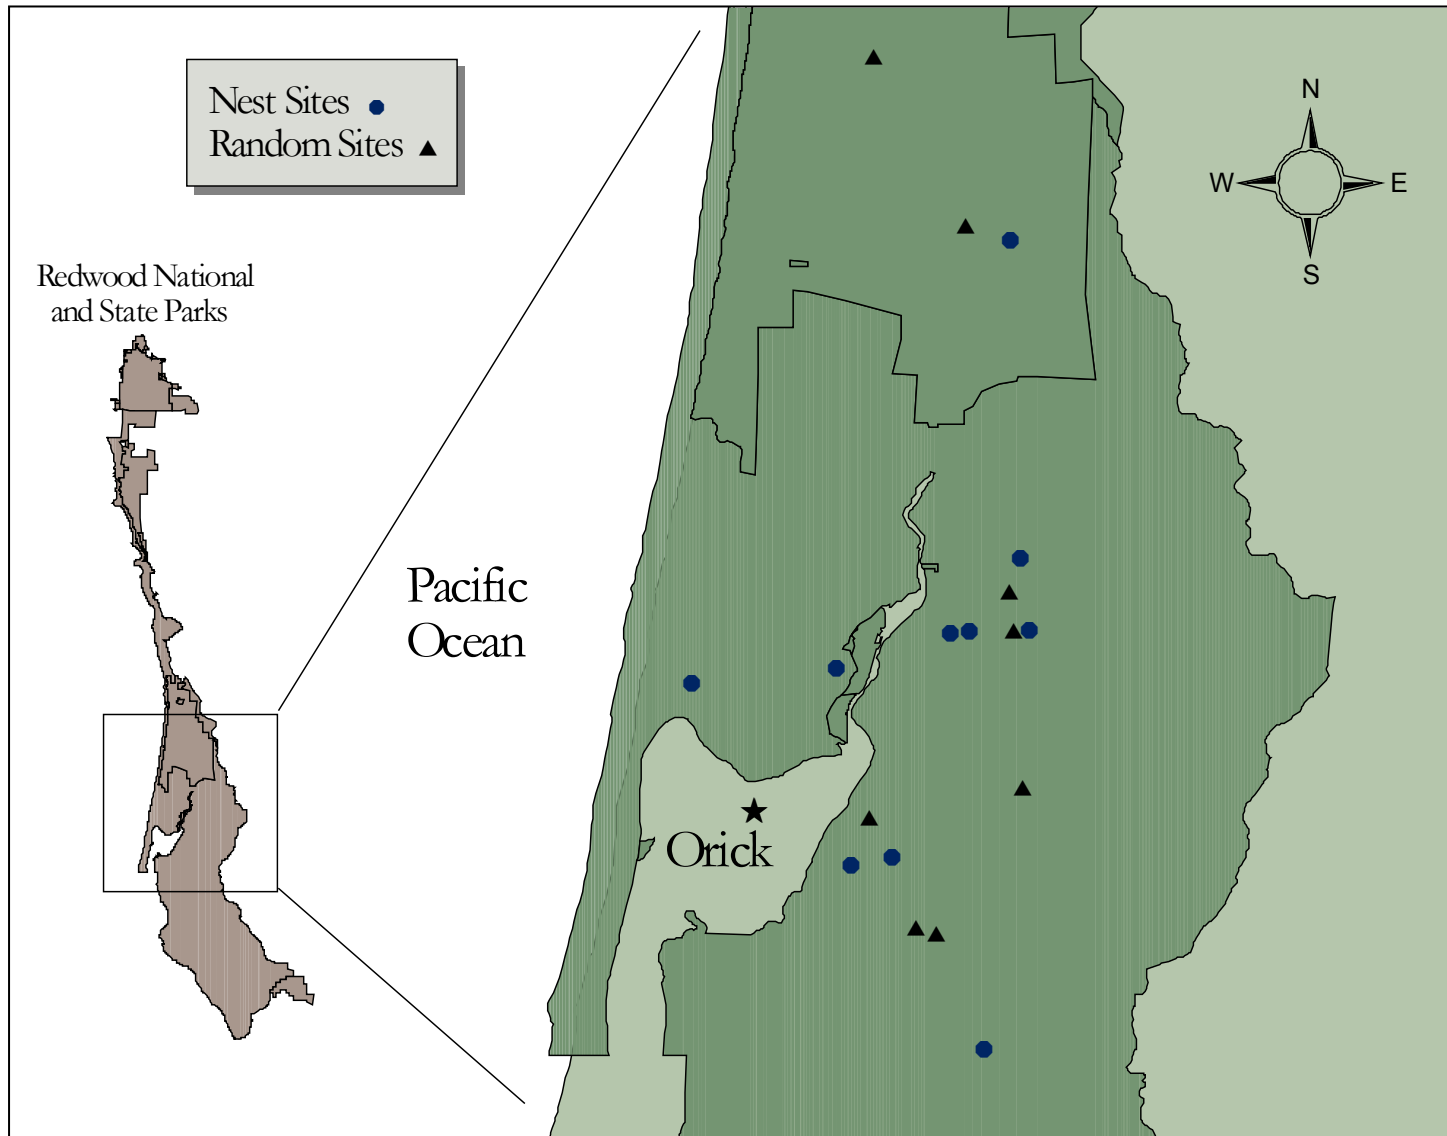 Nest Sites
Random Sites
N
W
E
S
Redwood National
and State Parks
Pacific
Ocean
Orick